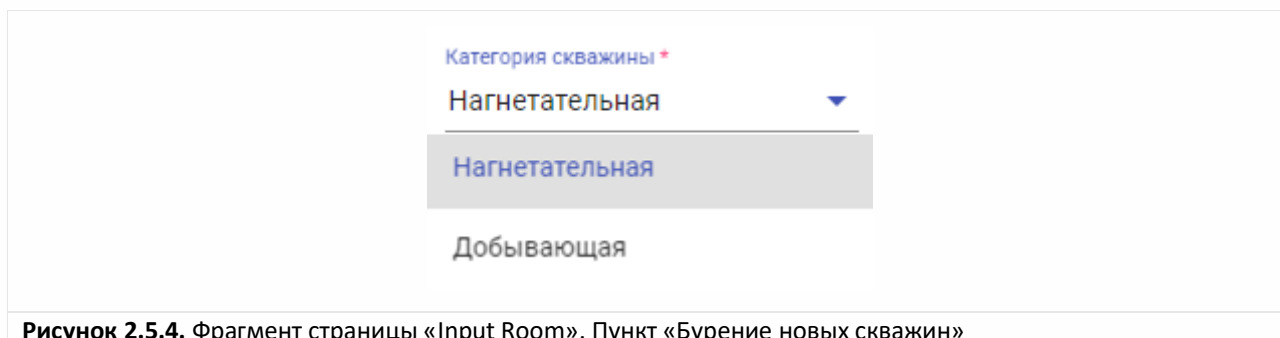 Категория скважины *
Нагнетательная
Нагнетательная
Добывающая
Рисунок 2.5.4. Фрагмент страницы «Input Room». Пункт «Бурение новых скважин»